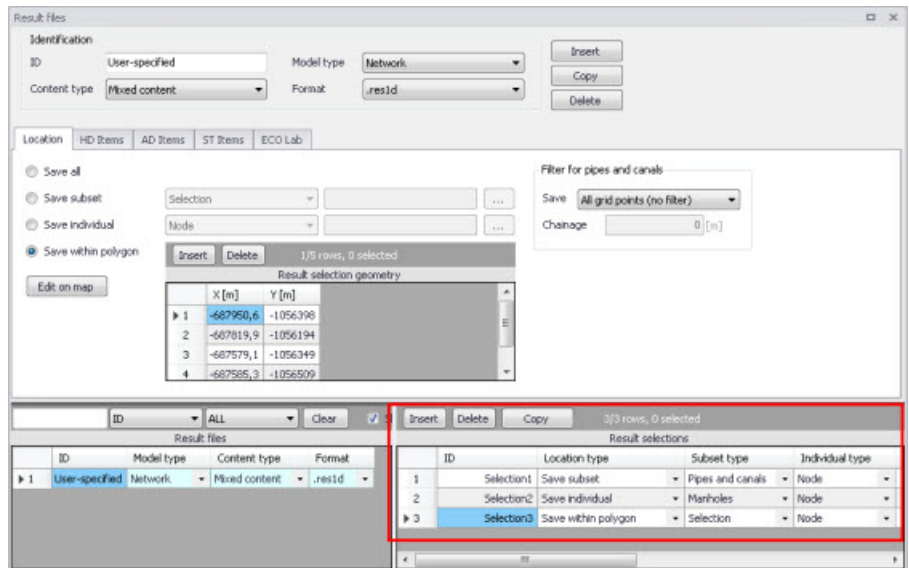 Result files
Identification
ID User-specified Model type Network Insert
Copy
Content type Mixed content Format .res1d
Delete
Location HD Items AD Items ST Items ECO Lab
Save all Filter for pipes and canals
Save subset Selection ... Save All grid points (no filter)
Save individual Node ... Chainage 0 [m]
Save within polygon Insert Delete 1/5 rows, 0 selected
Result selection geometry
Edit on map
X [m] Y [m]
1 -687950,6 -1056398
2 -687819,9 -1056194
3 -687579,1 -1056349
4 -687585,3 -1056509
ID ALL Clear Insert Delete Copy 3/3 rows, 0 selected
Result files Result selections
ID Model type Content type Format ID Location type Subset type Individual type
1 User-specified Network Mixed content .res1d 1 Selection1 Save subset Pipes and canals Node
2 Selection2 Save individual Manholes Node
3 Selection3 Save within polygon Selection Node